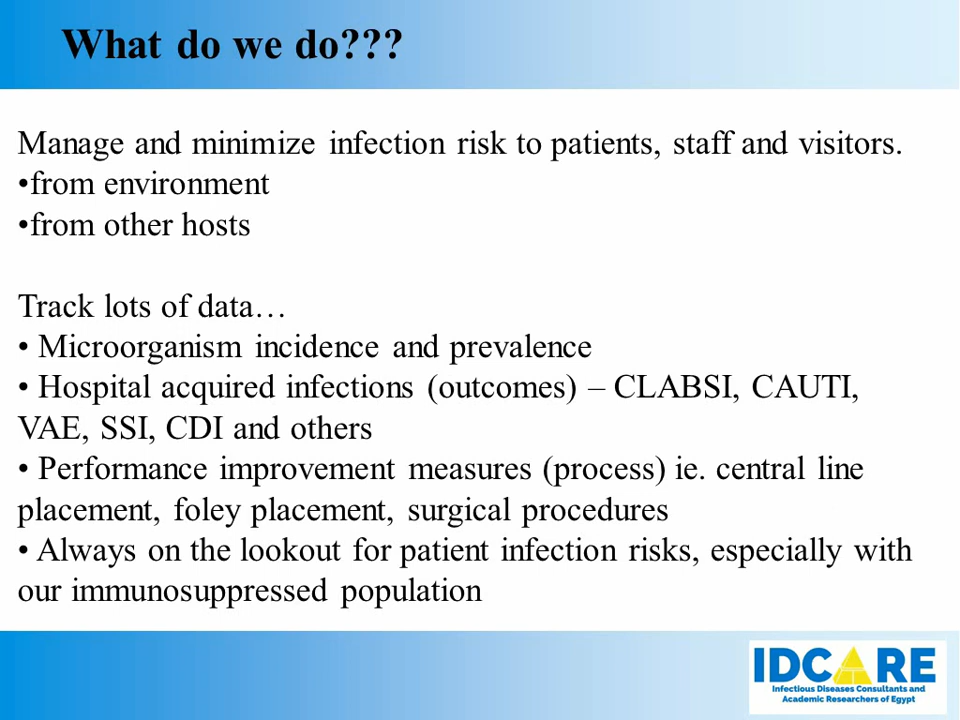 What do we do???
Manage and minimize infection risk to patients, staff and visitors.
•from environment
•from other hosts
Track lots of data…
• Microorganism incidence and prevalence
• Hospital acquired infections (outcomes) – CLABSI, CAUTI,
VAE, SSI, CDI and others
• Performance improvement measures (process) ie. central line
placement, foley placement, surgical procedures
• Always on the lookout for patient infection risks, especially with
our immunosuppressed population
IDCARE
Infectious Diseases Consultants and
Academic Researchers of Egypt